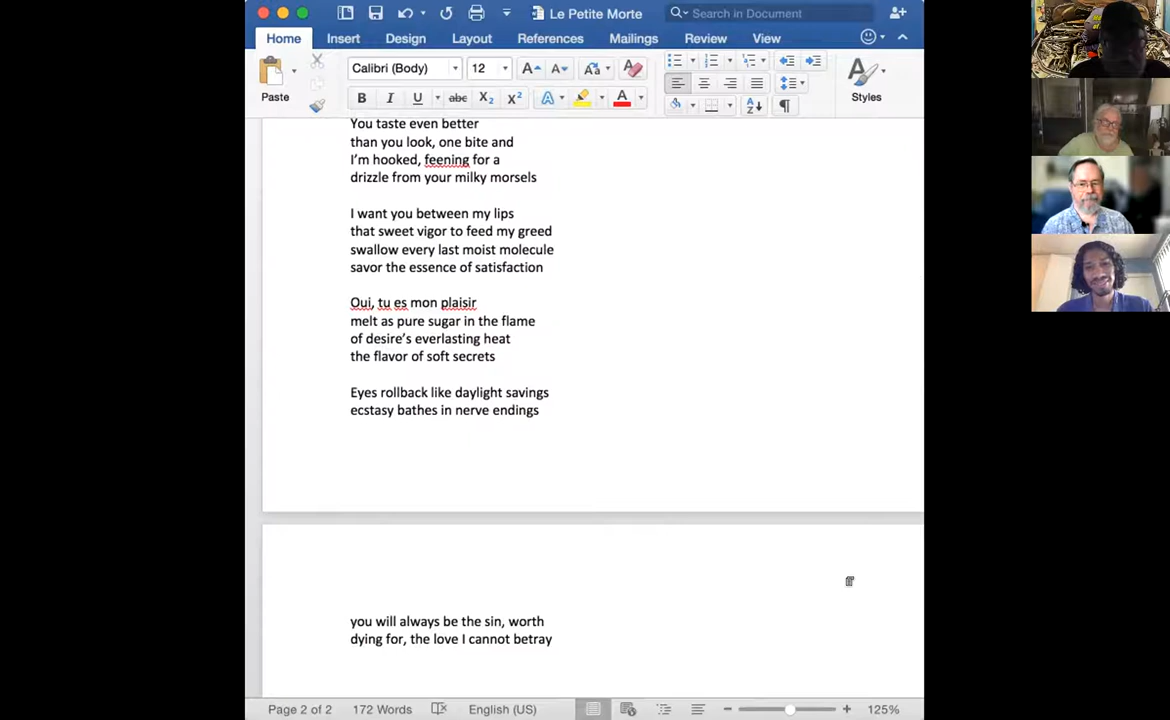 Le Petite Morte
Search in Document
Home
Insert
Design
Layout
References
Mailings
Review
View
Paste
Calibri (Body)
12
Styles
You taste even better
than you look, one bite and
I'm hooked, feening for a
drizzle from your milky morsels
I want you between my lips
that sweet vigor to feed my greed
swallow every last moist molecule
savor the essence of satisfaction
Oui, tu es mon plaisir
melt as pure sugar in the flame
of desire's everlasting heat
the flavor of soft secrets
Eyes rollback like daylight savings
ecstasy bathes in nerve endings
you will always be the sin, worth
dying for, the love I cannot betray
Page 2 of 2
172 Words
English (US)
125%